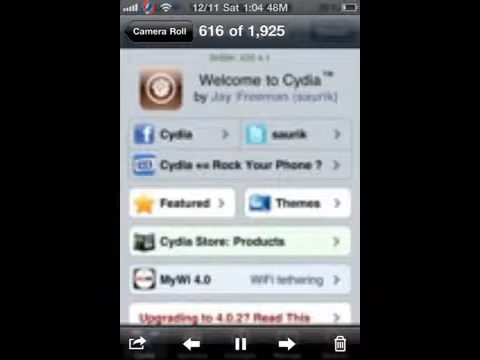 12/11 Sat 1:04 48M
Camera Roll 616 of 1,925
Welcome to Cydia™
by Jay Freeman (saurik)
Cydia saurik
Cydia == Rock Your Phone ?
Featured Themes
Cydia Store: Products
MyWi 4.0 WiFi tethering
Upgrading to 4.0.2? Read This